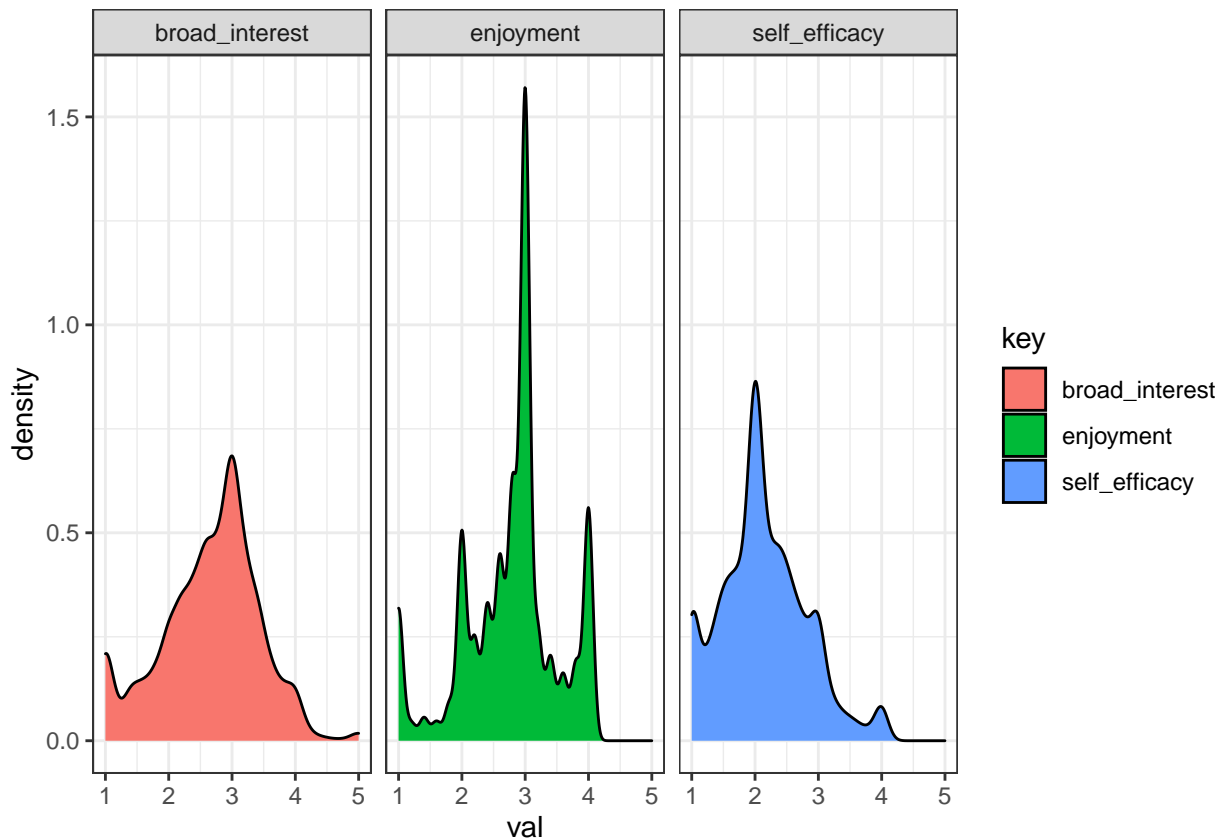 broad_interest enjoyment self_efficacy
1.5
1.0
0.5
0.0
density
1 2 3 4 5 1 2 3 4 5 1 2 3 4 5
val
key
broad_interest
enjoyment
self_efficacy